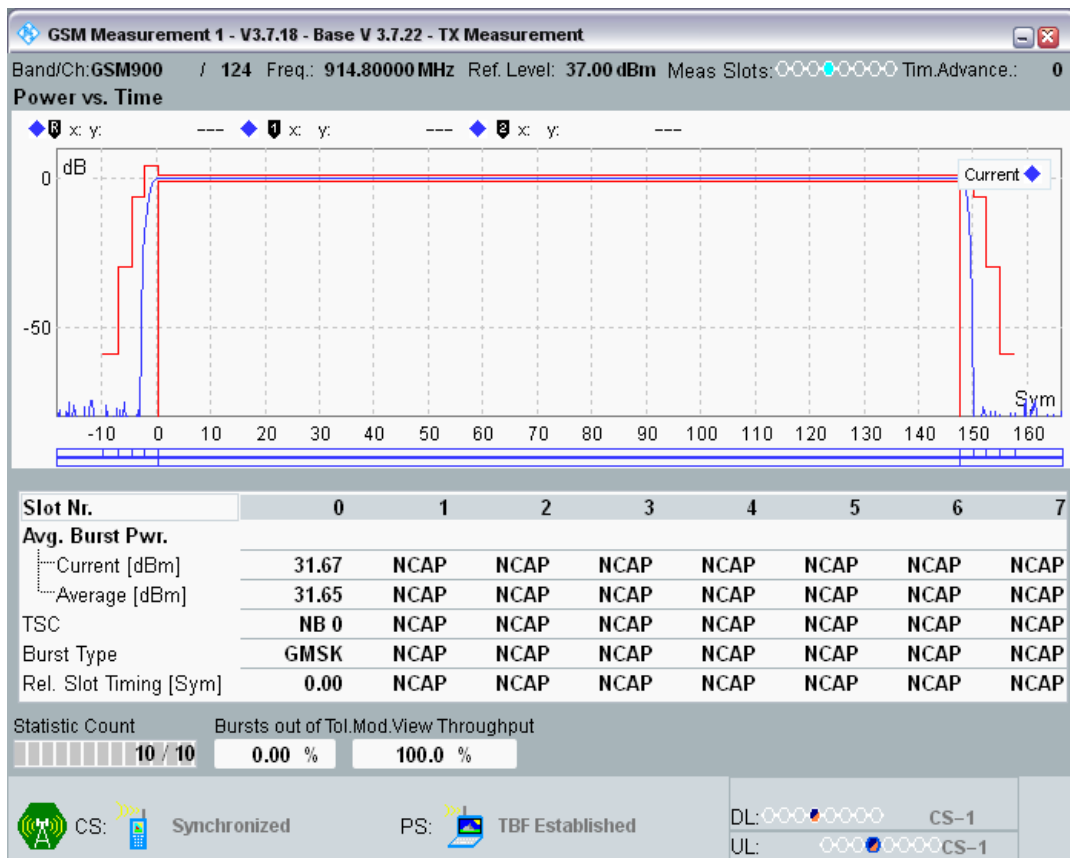 GSM Measurement 1 - V3.7.18 - Base V 3.7.22 - TX Measurement
Band/Ch:GSM900 / 124 Freq.: 914.80000 MHz Ref. Level: 37.00 dBm Meas Slots: Tim.Advance.: 0
Power vs. Time
R x: y: --- 1 x: y: --- 2 x: y: ---
dB
0
Current
-50
Sym
-10 0 10 20 30 40 50 60 70 80 90 100 110 120 130 140 150 160
Slot Nr. 0 1 2 3 4 5 6 7
Avg. Burst Pwr.
Current [dBm] 31.67 NCAP NCAP NCAP NCAP NCAP NCAP NCAP
Average [dBm] 31.65 NCAP NCAP NCAP NCAP NCAP NCAP NCAP
TSC NB 0 NCAP NCAP NCAP NCAP NCAP NCAP NCAP
Burst Type GMSK NCAP NCAP NCAP NCAP NCAP NCAP NCAP
Rel. Slot Timing [Sym] 0.00 NCAP NCAP NCAP NCAP NCAP NCAP NCAP
Statistic Count Bursts out of Tol.Mod.View Throughput
10 / 10 0.00 % 100.0 %
CS: Synchronized PS: TBF Established DL: CS-1
UL: CS-1